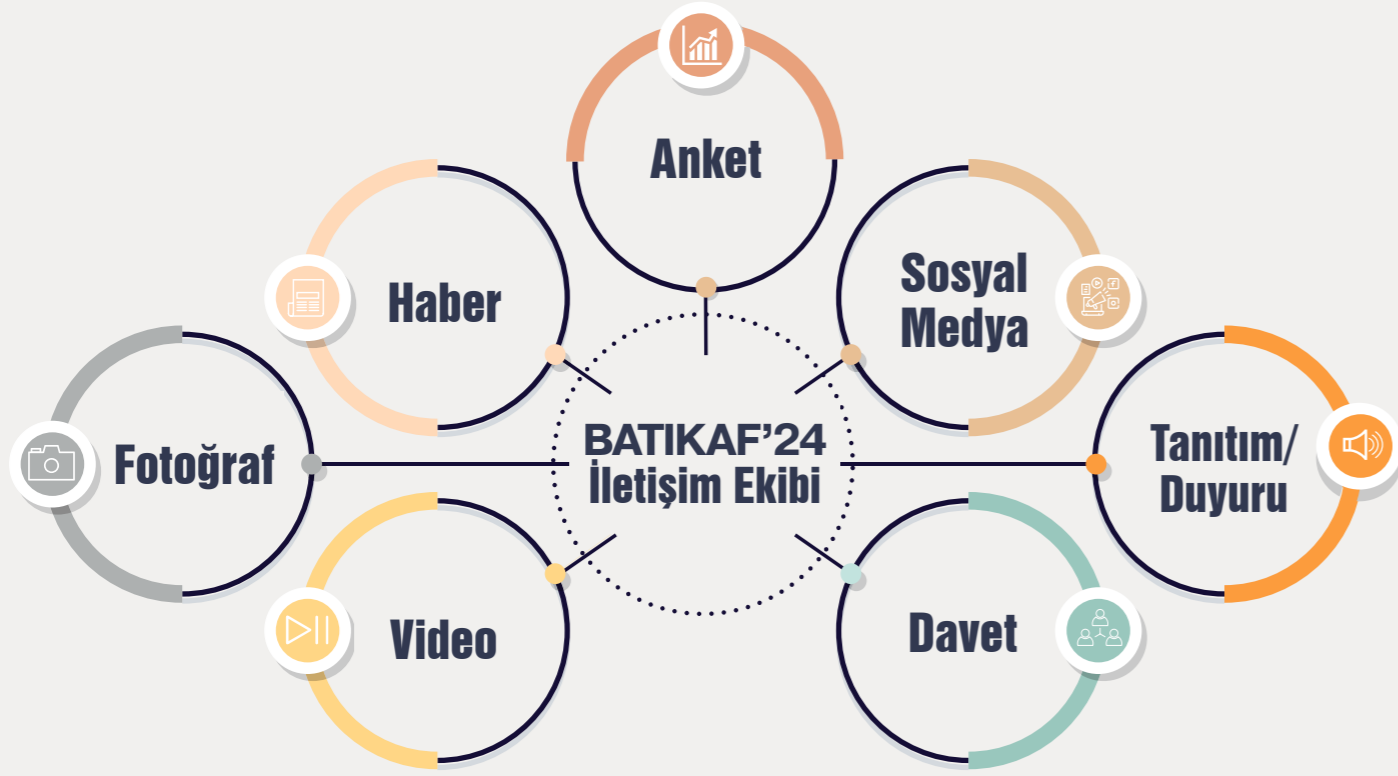 Anket
Haber
Sosyal
Medya
Fotoğraf
BATIKAF’24
İletişim Ekibi
Tanıtım/
Duyuru
Video
Davet